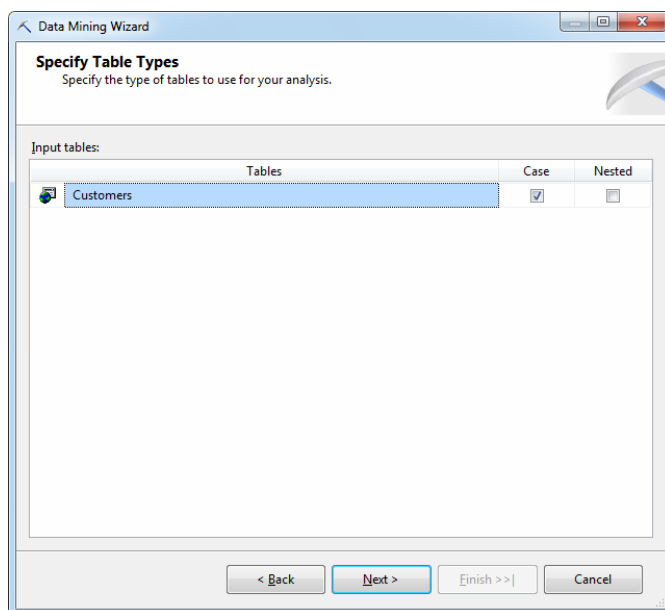 Data Mining Wizard
Specify Table Types
Specify the type of tables to use for your analysis.
Input tables:
Tables Case Nested
Customers
< Back Next > Finish >>| Cancel